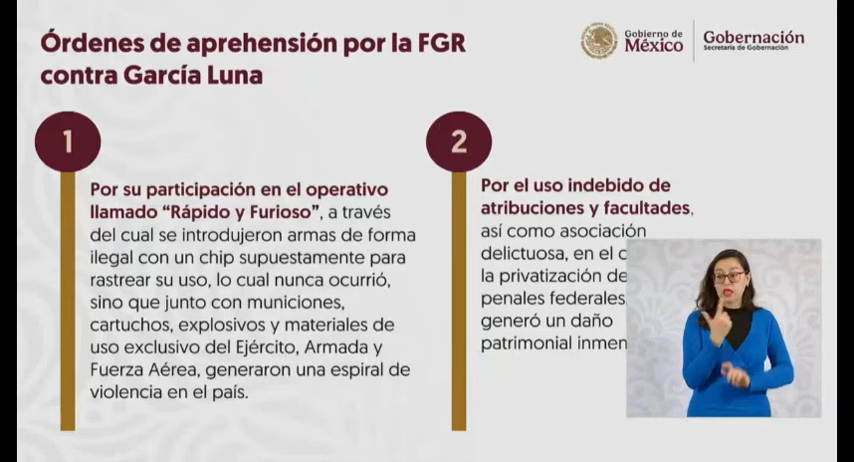 Órdenes de aprehensión por la FGR
contra García Luna
Gobierno de
México
Gobernación
Secretaría de Gobernación
1
Por su participación en el operativo
llamado “Rápido y Furioso”, a través
del cual se introdujeron armas de forma
ilegal con un chip supuestamente para
rastrear su uso, lo cual nunca ocurrió,
sino que junto con municiones,
cartuchos, explosivos y materiales de
uso exclusivo del Ejército, Armada y
Fuerza Aérea, generaron una espiral de
violencia en el país.
2
Por el uso indebido de
atribuciones y facultades,
así como asociación
delictuosa, en el
la privatización de
penales federales
generó un daño
patrimonial